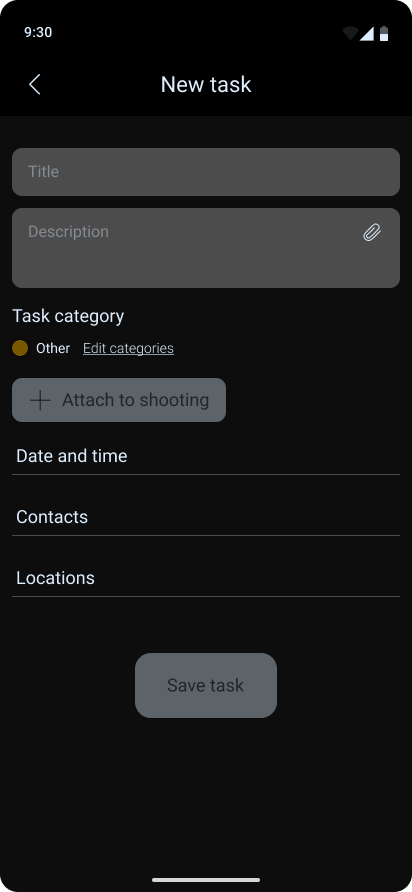 9:30
New task
Title
Description
Task category
Other Edit categories
Attach to shooting
Date and time
Contacts
Locations
Save task